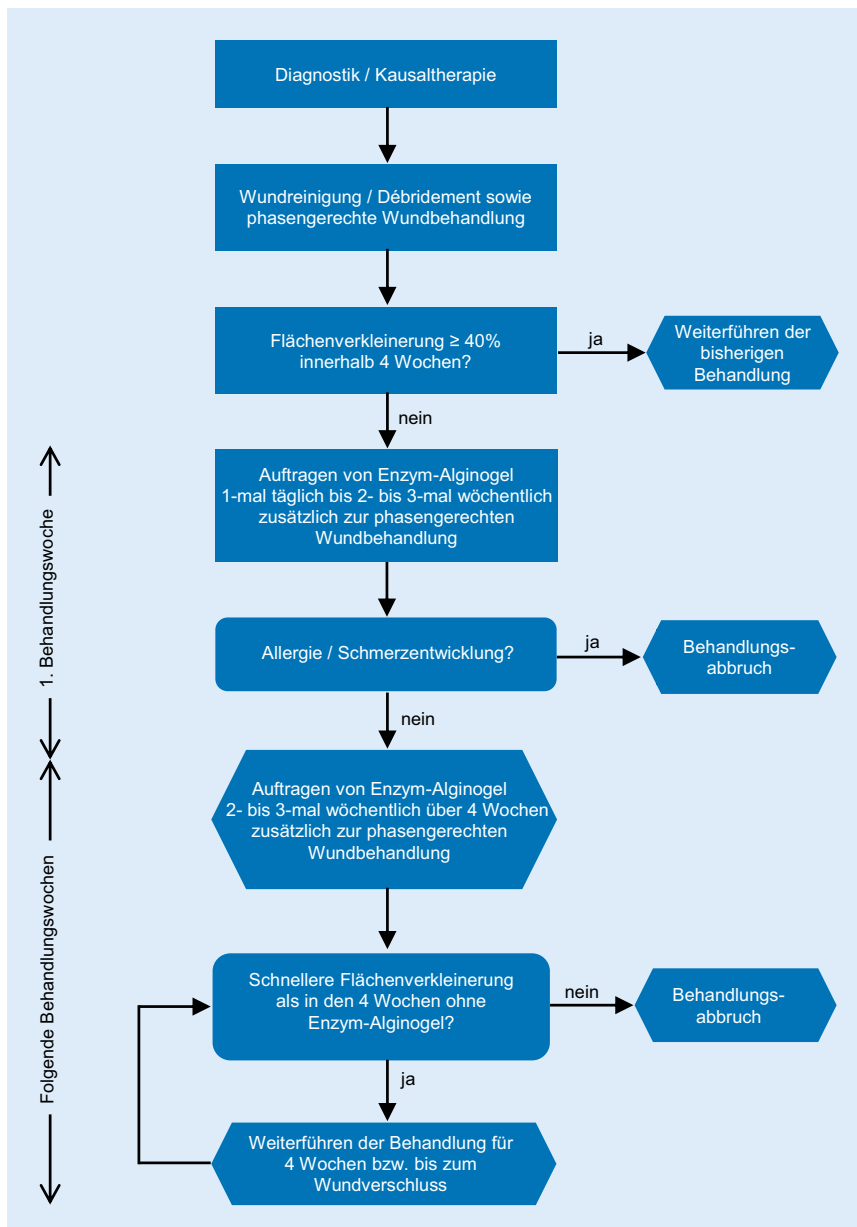 Diagnostik / Kausaltherapie
Wundreinigung / Débridement sowie
phasengerechte Wundbehandlung
Flächenverkleinerung ≥ 40%
innerhalb 4 Wochen?
ja
Weiterführen der
bisherigen
Behandlung
nein
1. Behandlungswoche
Auftragen von Enzym-Alginogel
1-mal täglich bis 2- bis 3-mal wöchentlich
zusätzlich zur phasengerechten
Wundbehandlung
Allergie / Schmerzentwicklung?
ja
Behandlungs-
abbruch
nein
Folgende Behandlungswochen
Auftragen von Enzym-Alginogel
2- bis 3-mal wöchentlich über 4 Wochen
zusätzlich zur phasengerechten
Wundbehandlung
Schnellere Flächenverkleinerung
als in den 4 Wochen ohne
Enzym-Alginogel?
nein
Behandlungs-
abbruch
ja
Weiterführen der Behandlung für
4 Wochen bzw. bis zum
Wundverschluss